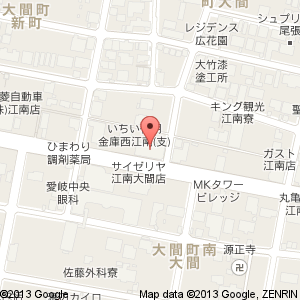 大間町
新町
町大間
シュプリ
尾張
レジデンス
広花園
大竹漆
塗工所
菱自動車
㈱江南店
キング観光
江南寮
いちい
金庫西江南(支)
ひまわり
調剤薬局
サイゼリヤ
江南大間店
ガスト
江南店
愛岐中央
眼科
MKタワー
ビレッジ
丸亀
江南
大間町南
大間
源正寺
佐藤外科寮
©2013 Google
Map data ©2013 Google, ZENRIN